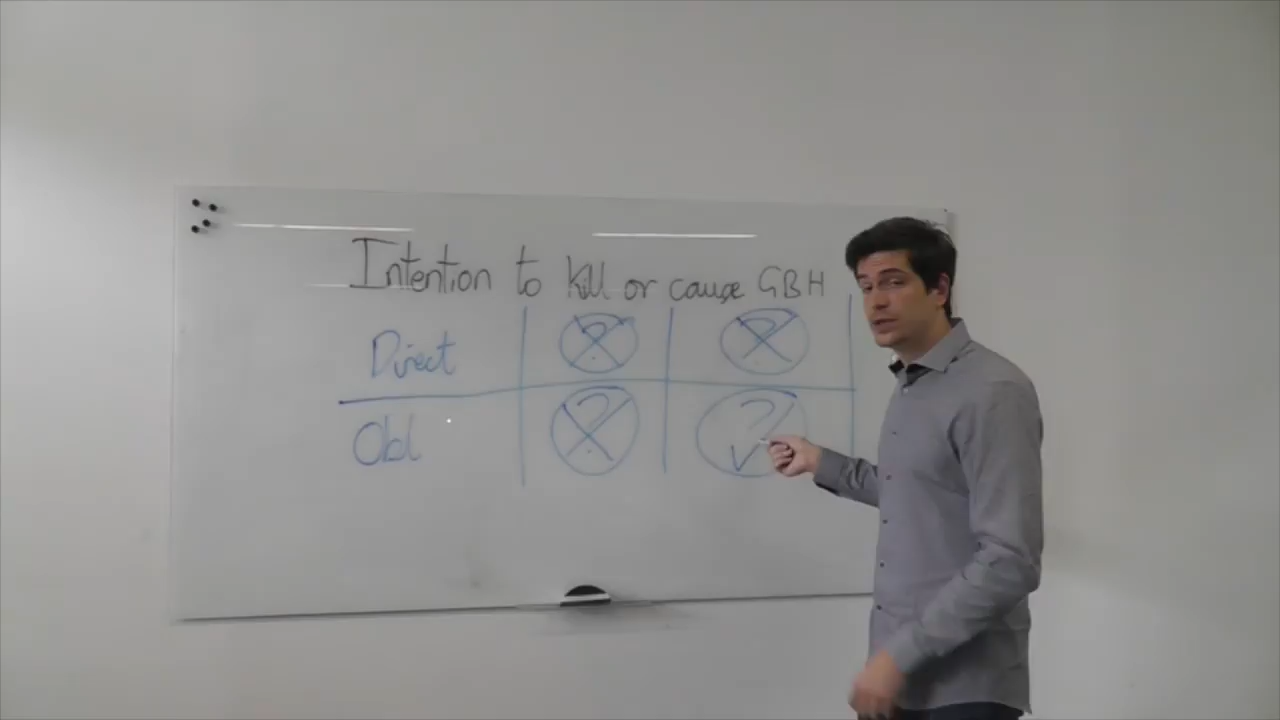 Intention to kill or cause GBH
Direct ? ?
Obl ? ?